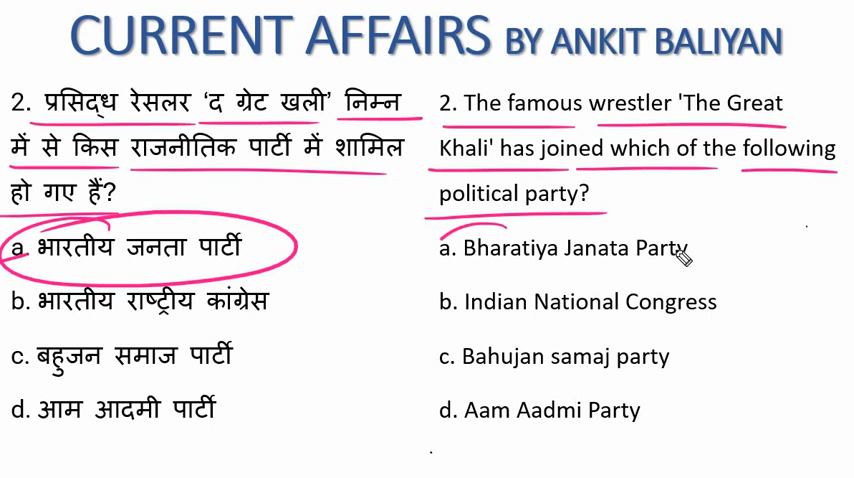 CURRENT AFFAIRS BY ANKIT BALIYAN
2. प्रसिद्ध रेसलर ‘द ग्रेट खली’ निम्न
में से किस राजनीतिक पार्टी में शामिल
हो गए हैं?
a. भारतीय जनता पार्टी
b. भारतीय राष्ट्रीय कांग्रेस
c. बहुजन समाज पार्टी
d. आम आदमी पार्टी
2. The famous wrestler 'The Great
Khali' has joined which of the following
political party?
a. Bharatiya Janata Party
b. Indian National Congress
c. Bahujan samaj party
d. Aam Aadmi Party